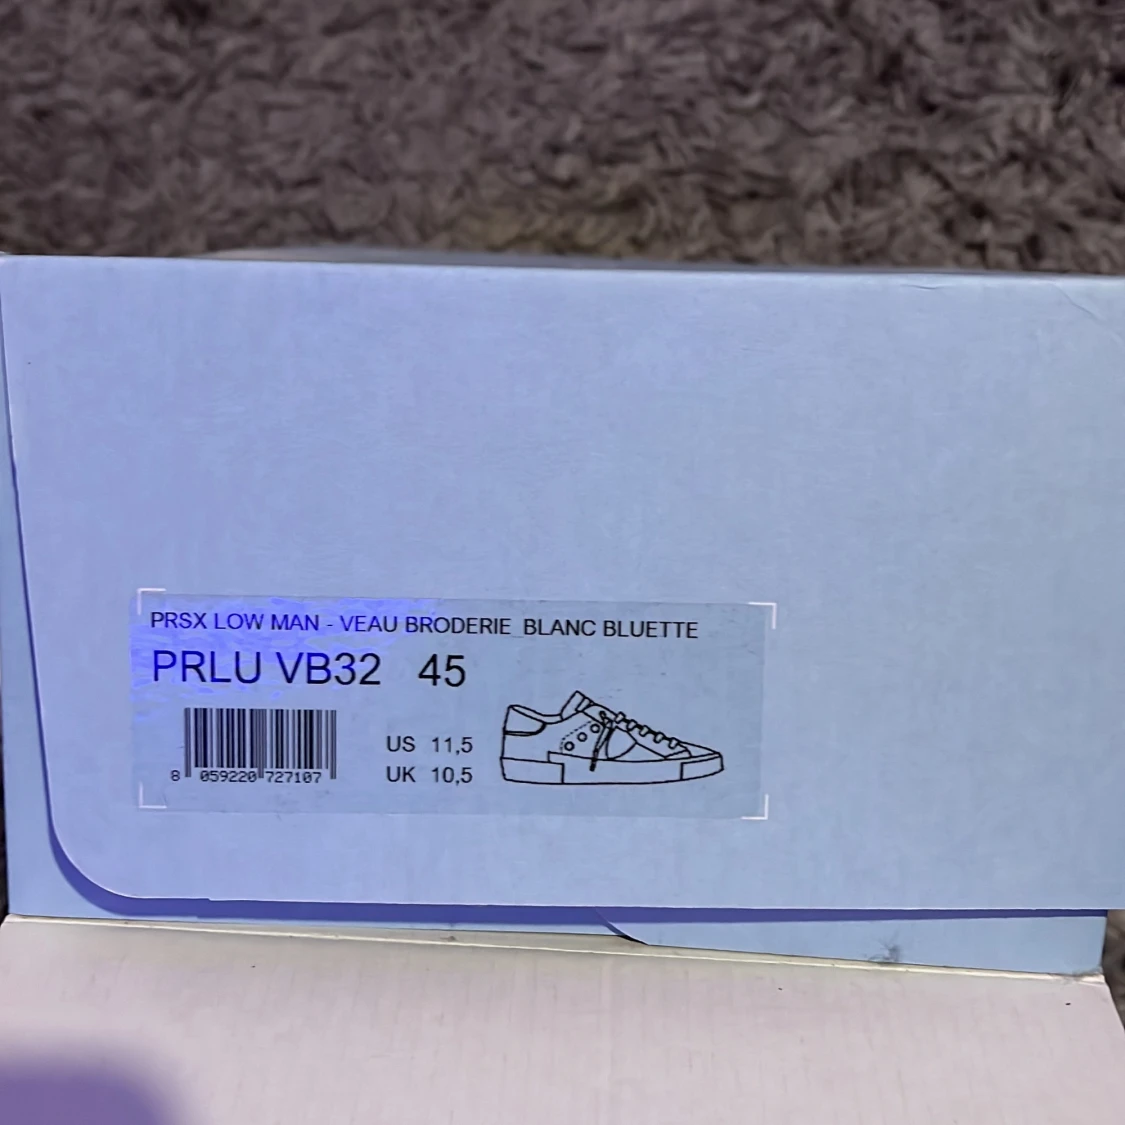 PRSX LOW MAN - VEAU BRODERIE_BLANC BLUETTE
PRLU VB32 45
US 11,5
UK 10,5
8 059220 727107